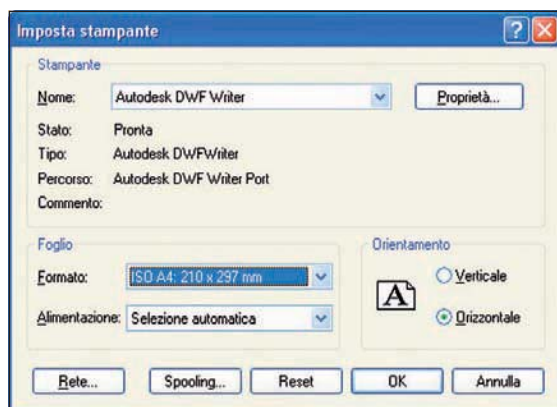 Imposta stampante
Stampante
Nome: Autodesk DWF Writer Proprietà...
Stato: Pronta
Tipo: Autodesk DWFWriter
Percorso: Autodesk DWF Writer Port
Commento:
Foglio
Formato: ISO A4: 210 x 297 mm
Alimentazione: Selezione automatica
Orientamento
A
Verticale
Orizzontale
Rete... Spooling... Reset OK Annulla